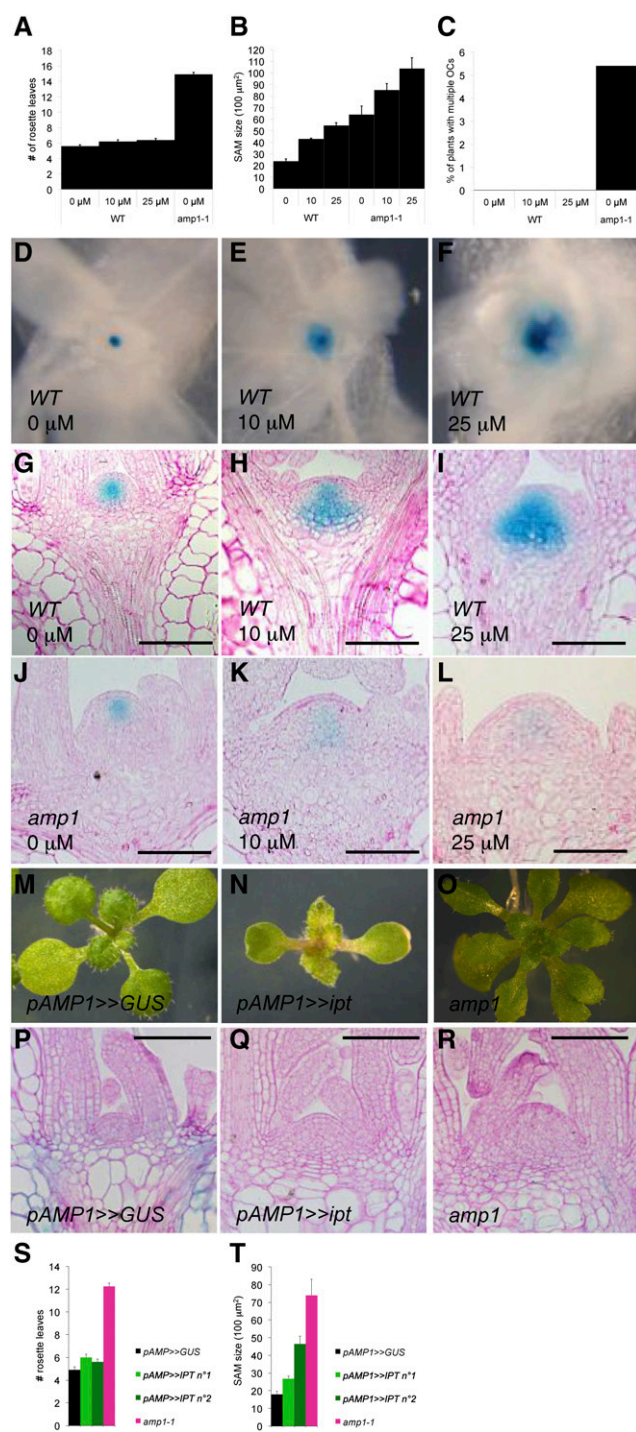 A
B
C
# of rosette leaves
18
16
14
12
10
8
6
4
2
0
0 µM
10 µM
25 µM
0 µM
WT
amp1-1
SAM size (100 µm²)
120
110
100
90
80
70
60
50
40
30
20
10
0
0
10
25
0
10
25
WT
amp1-1
% of plants with multiple OCs
6
5
4
3
2
1
0
0 µM
10 µM
25 µM
0 µM
WT
amp1-1
D
WT
0 µM
E
WT
10 µM
F
WT
25 µM
G
WT
0 µM
H
WT
10 µM
I
WT
25 µM
J
amp1
0 µM
K
amp1
10 µM
L
amp1
25 µM
M
pAMP1>>GUS
N
pAMP1>>ipt
O
amp1
P
pAMP1>>GUS
Q
pAMP1>>ipt
R
amp1
S
# rosette leaves
14
12
10
8
6
4
2
0
pAMP>>GUS
pAMP>>IPT n°1
pAMP>>IPT n°2
amp1-1
T
SAM size (100 µm²)
90
80
70
60
50
40
30
20
10
0
pAMP1>>GUS
pAMP1>>IPT n°1
pAMP1>>IPT n°2
amp1-1